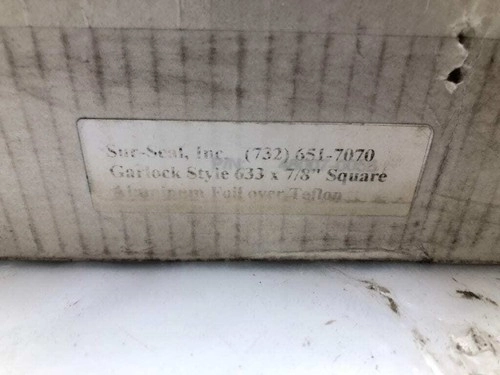 Sur-Seal, Inc. (732) 651-7070
Garlock Style 633 x 7/8" Square
Aluminum Foil over Teflon